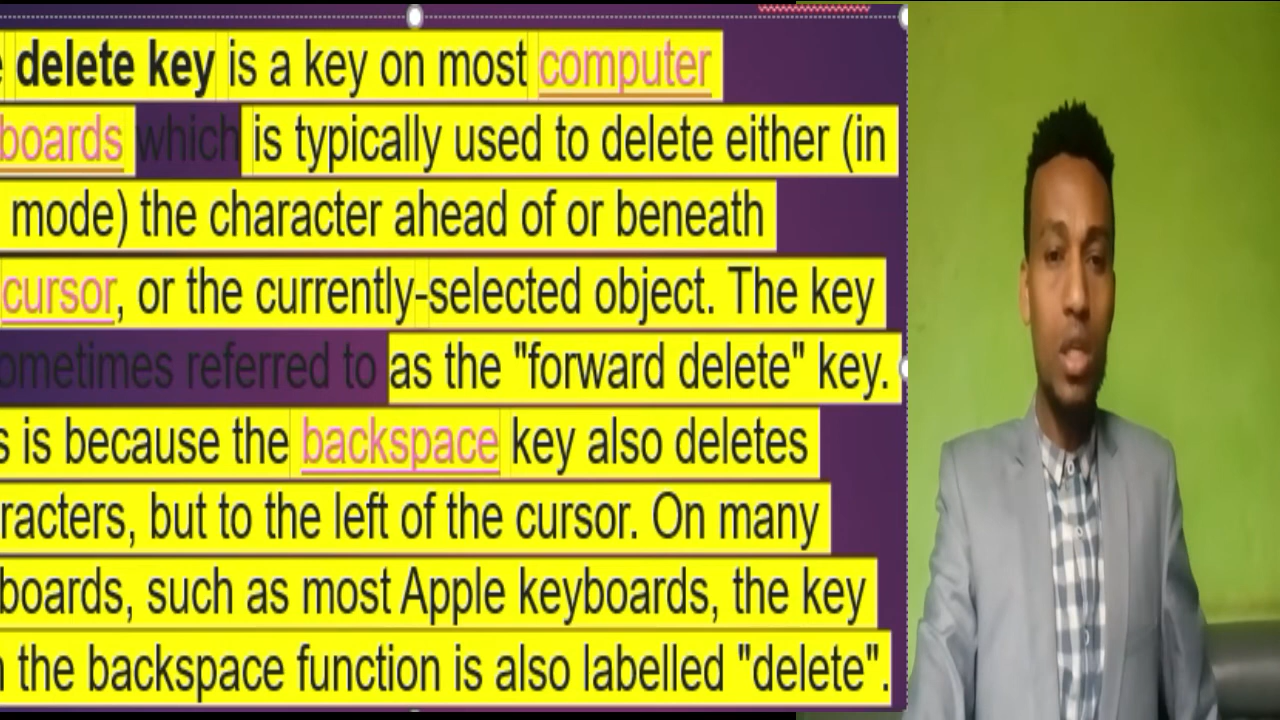 delete key is a key on most computer
boards which is typically used to delete either (in
mode) the character ahead of or beneath
cursor, or the currently-selected object. The key
ometimes referred to as the "forward delete" key.
s is because the backspace key also deletes
racters, but to the left of the cursor. On many
boards, such as most Apple keyboards, the key
the backspace function is also labelled "delete".